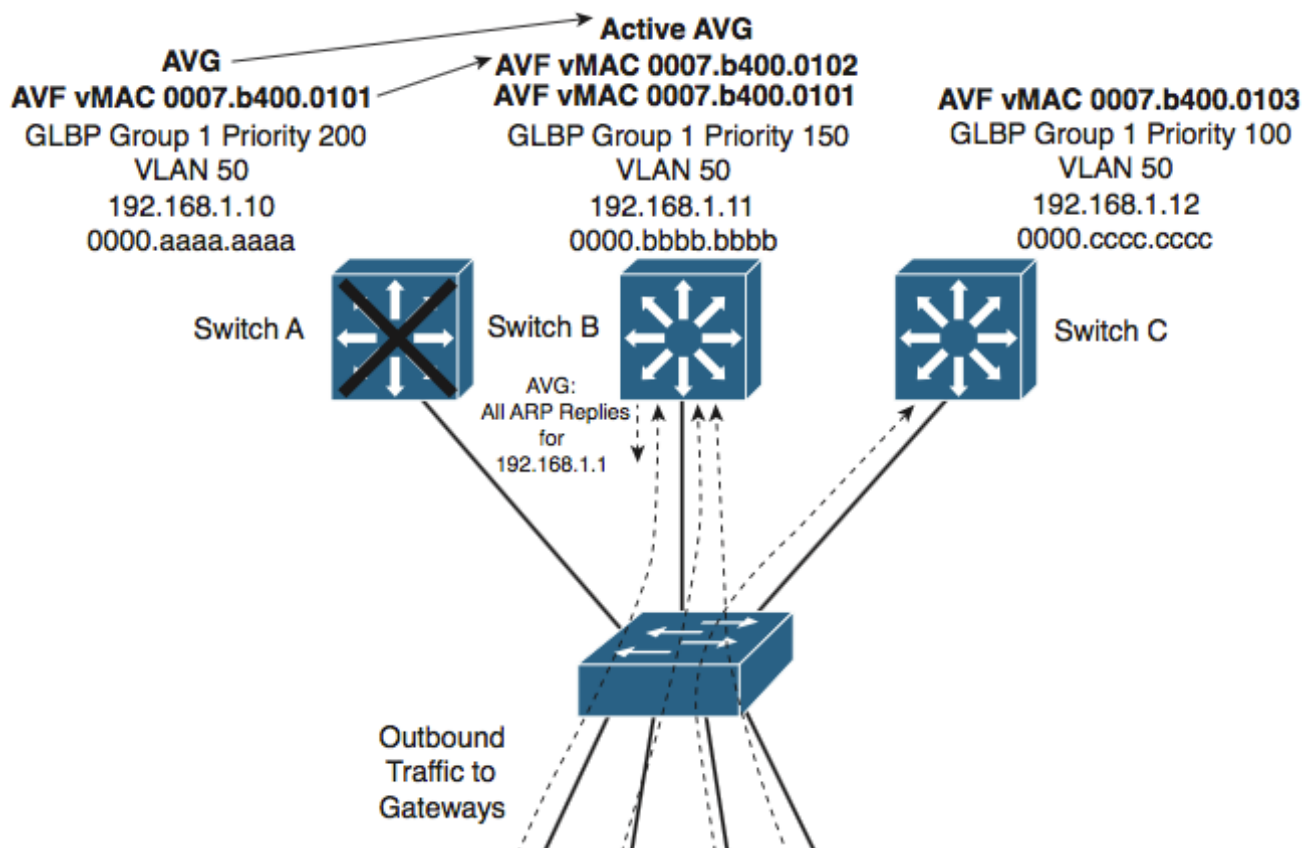 AVG
AVF vMAC 0007.b400.0101
GLBP Group 1 Priority 200
VLAN 50
192.168.1.10
0000.aaaa.aaaa
Active AVG
AVF vMAC 0007.b400.0102
AVF vMAC 0007.b400.0101
GLBP Group 1 Priority 150
VLAN 50
192.168.1.11
0000.bbbb.bbbb
AVF vMAC 0007.b400.0103
GLBP Group 1 Priority 100
VLAN 50
192.168.1.12
0000.cccc.cccc
Switch A
Switch B
Switch C
AVG:
All ARP Replies
for
192.168.1.1
Outbound
Traffic to
Gateways